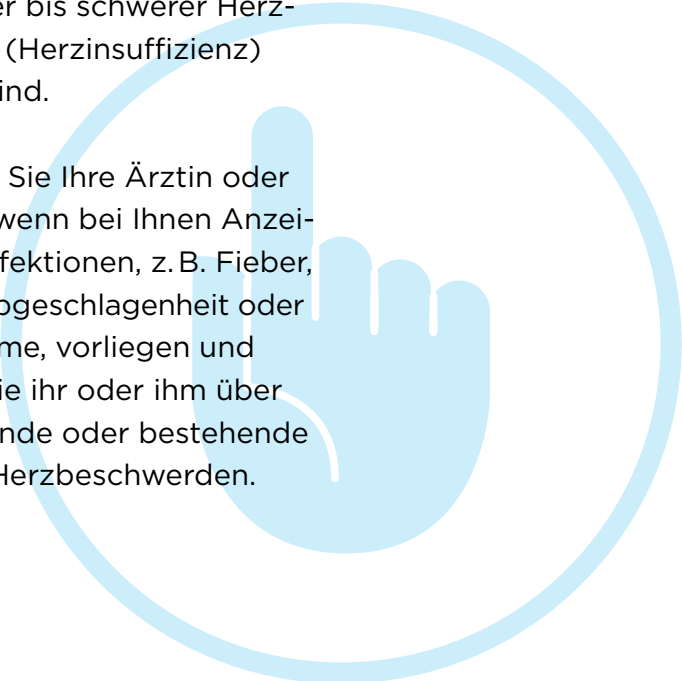 er bis schwerer Herz-
(Herzinsuffizienz)
ind.
Sie Ihre Ärztin oder
wenn bei Ihnen Anzei-
fektionen, z. B. Fieber,
bgeschlagenheit oder
me, vorliegen und
ie ihr oder ihm über
nde oder bestehende
Herzbeschwerden.